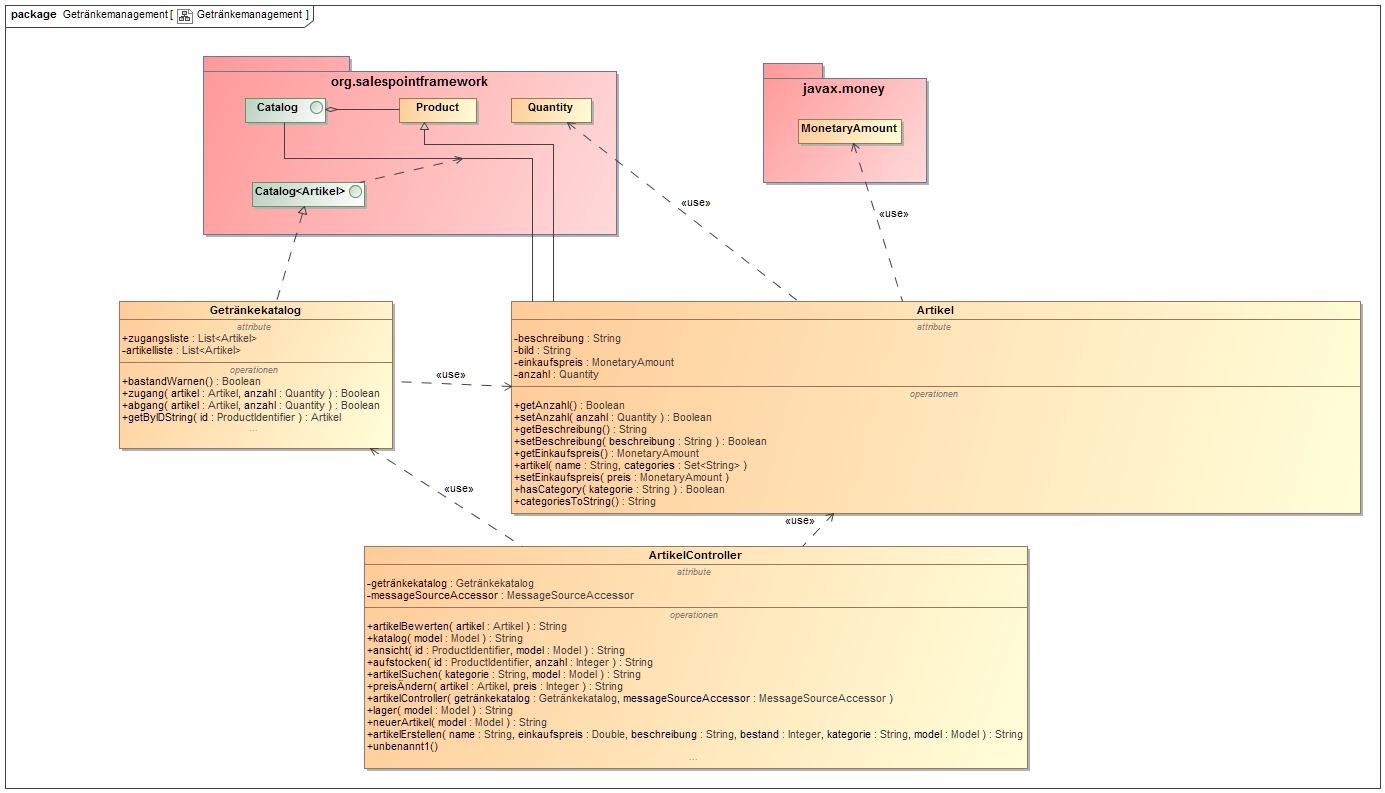 package Getränkemanagement [ Getränkemanagement ]
org.salespointframework
Catalog
Product
Quantity
Catalog<Artikel>
javax.money
MonetaryAmount
«use»
«use»
Getränkekatalog
attribute
+zugangsliste : List<Artikel>
-artikelliste : List<Artikel>
operationen
+bastandWarnen() : Boolean
+zugang( artikel : Artikel, anzahl : Quantity ) : Boolean
+abgang( artikel : Artikel, anzahl : Quantity ) : Boolean
+getByIDString( id : ProductIdentifier ) : Artikel
...
«use»
Artikel
attribute
-beschreibung : String
-bild : String
-einkaufspreis : MonetaryAmount
-anzahl : Quantity
operationen
+getAnzahl() : Boolean
+setAnzahl( anzahl : Quantity ) : Boolean
+getBeschreibung() : String
+setBeschreibung( beschreibung : String ) : Boolean
+getEinkaufspreis() : MonetaryAmount
+artikel( name : String, categories : Set<String> )
+setEinkaufspreis( preis : MonetaryAmount )
+hasCategory( kategorie : String ) : Boolean
+categoriesToString() : String
«use»
«use»
ArtikelController
attribute
-getränkekatalog : Getränkekatalog
-messageSourceAccessor : MessageSourceAccessor
operationen
+artikelBewerten( artikel : Artikel ) : String
+katalog( model : Model ) : String
+ansicht( id : ProductIdentifier, model : Model ) : String
+aufstocken( id : ProductIdentifier, anzahl : Integer ) : String
+artikelSuchen( kategorie : String, model : Model ) : String
+preisÄndern( artikel : Artikel, preis : Integer ) : String
+artikelController( getränkekatalog : Getränkekatalog, messageSourceAccessor : MessageSourceAccessor )
+lager( model : Model ) : String
+neuerArtikel( model : Model ) : String
+artikelErstellen( name : String, einkaufspreis : Double, beschreibung : String, bestand : Integer, kategorie : String, model : Model ) : String
+unbenannt1()
...